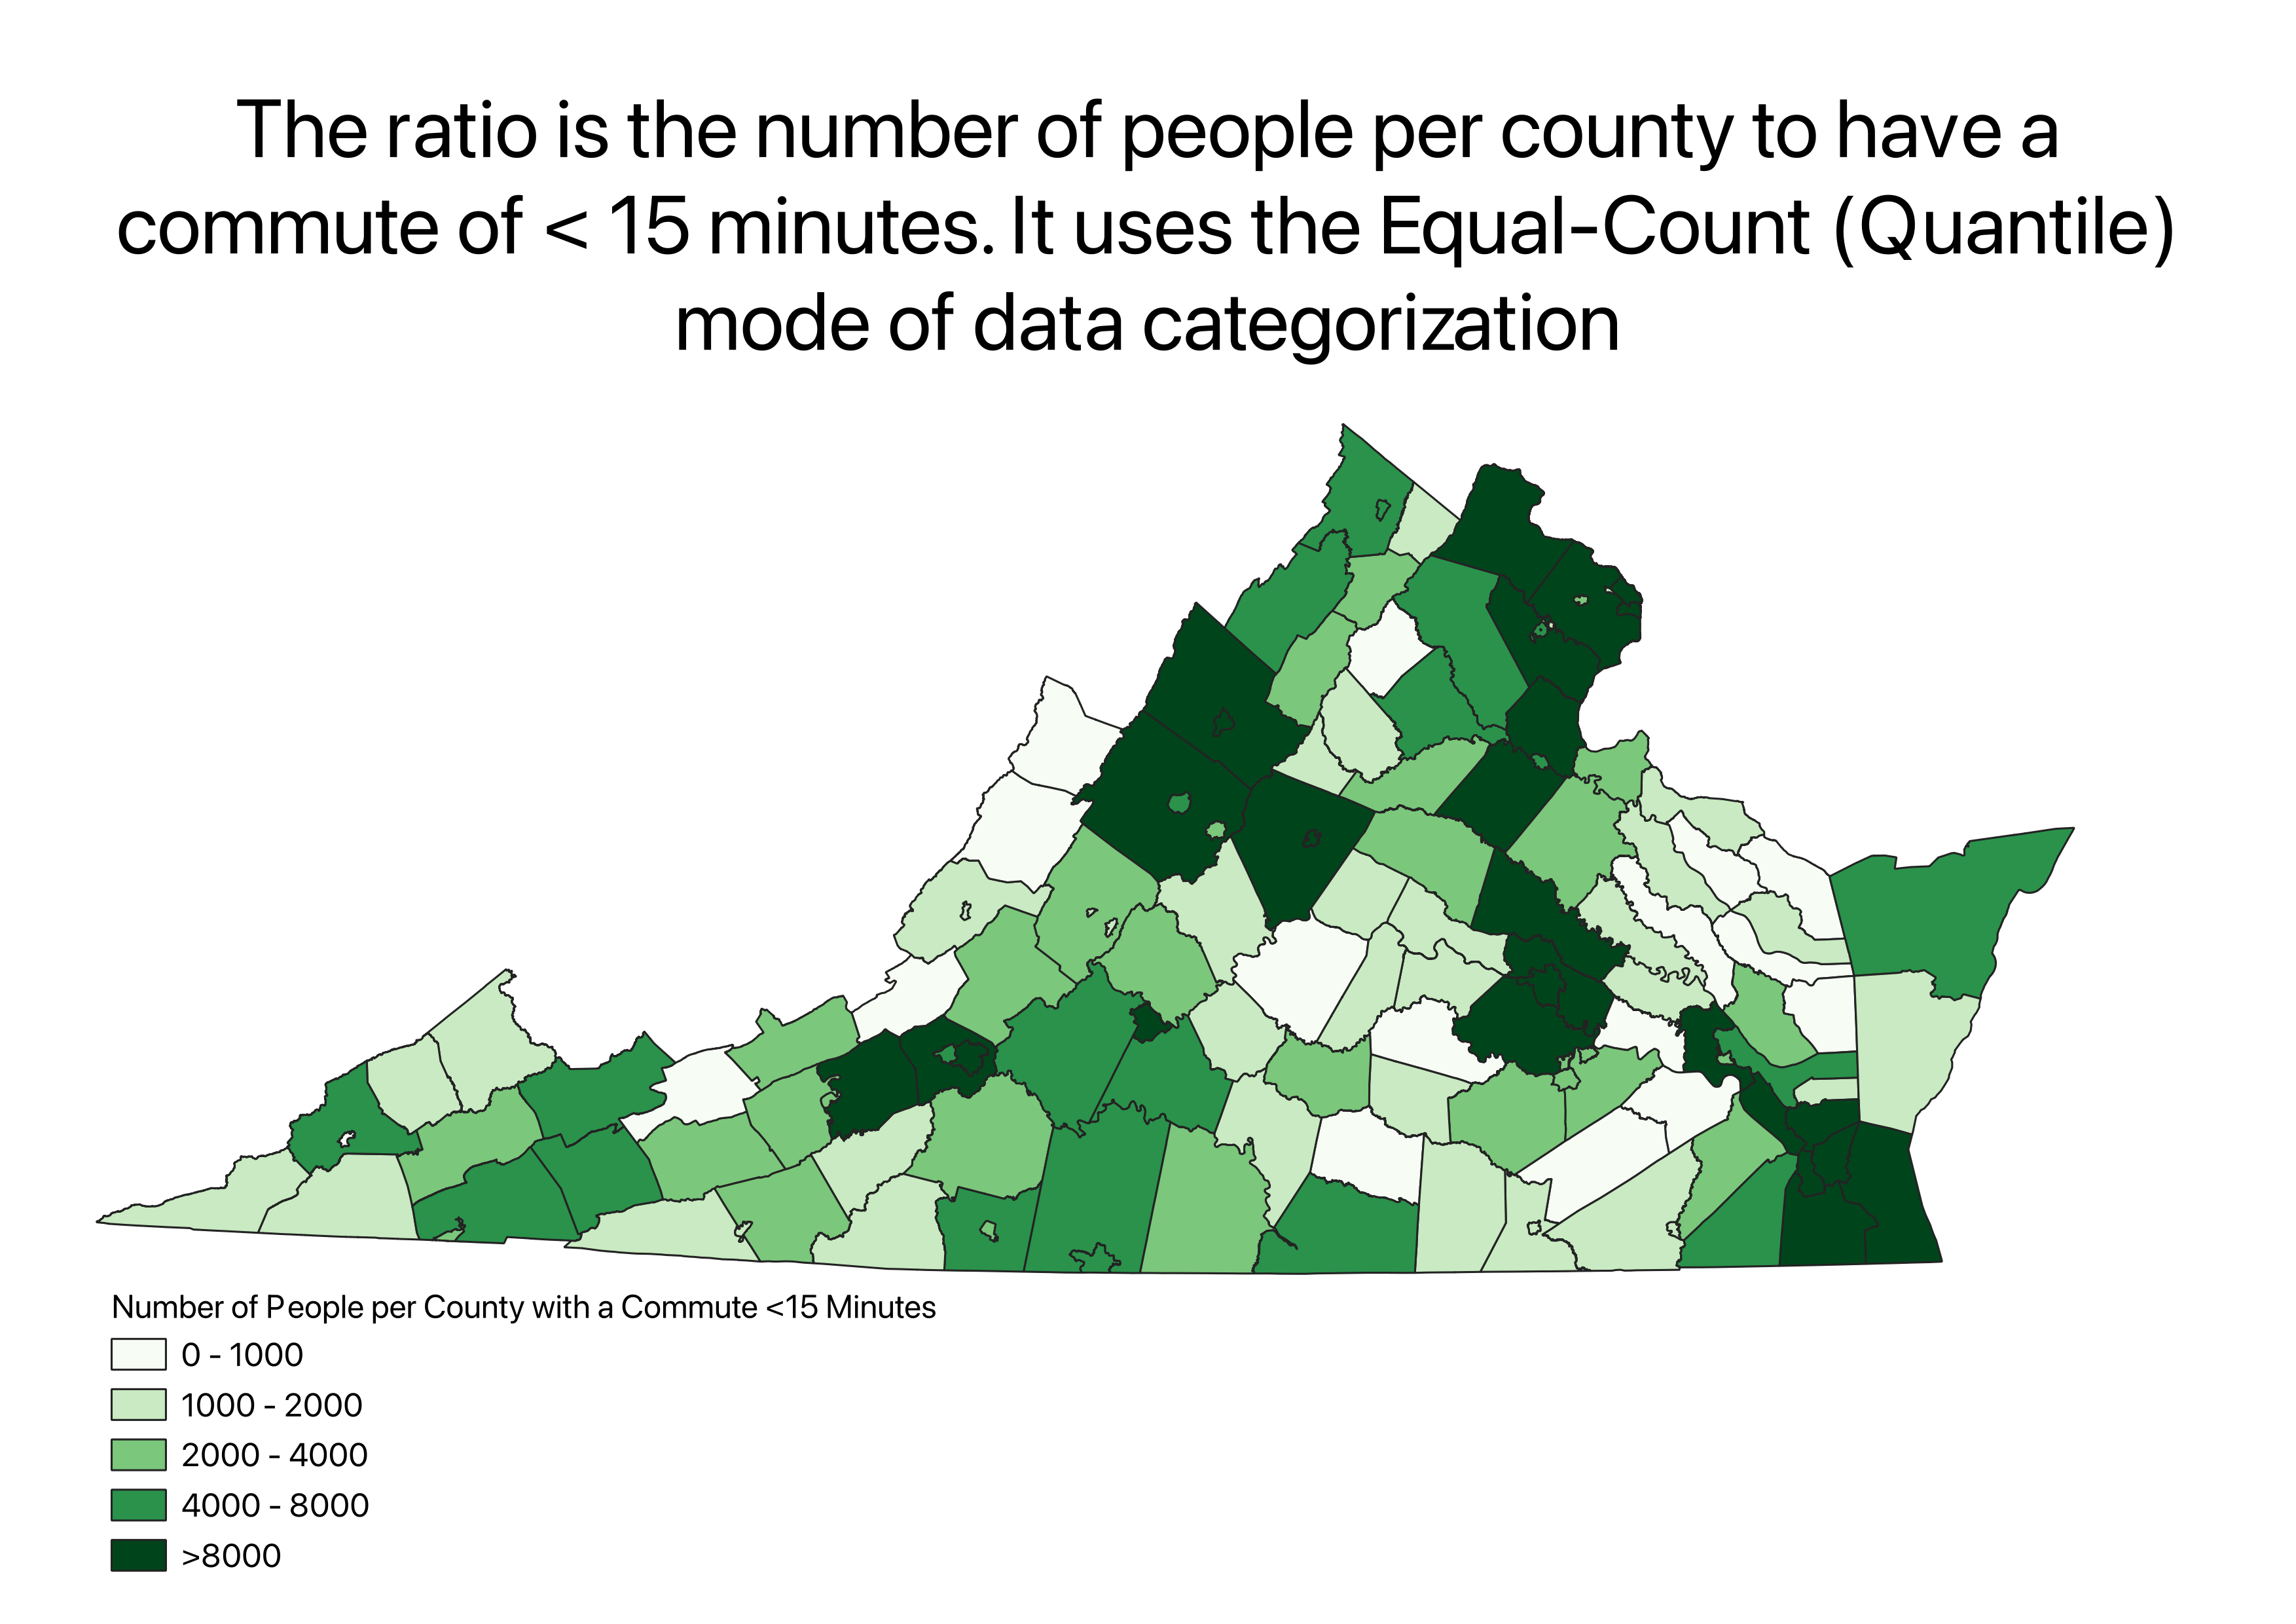 The ratio is the number of people per county to have a
commute of < 15 minutes. It uses the Equal-Count (Quantile)
mode of data categorization
Number of People per County with a Commute <15 Minutes
0 - 1000
1000 - 2000
2000 - 4000
4000 - 8000
>8000